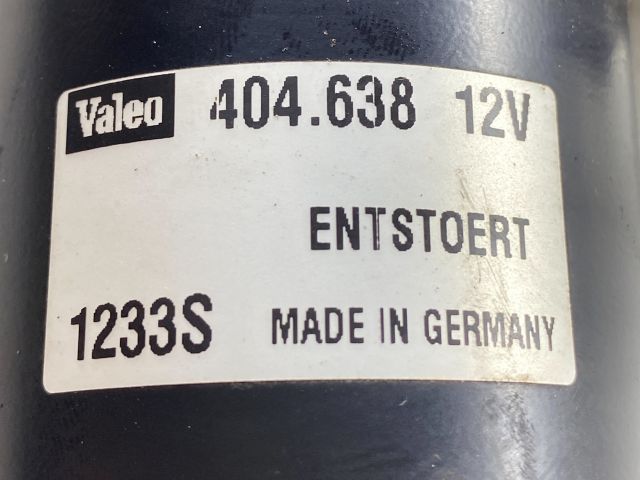 Valeo 404.638 12V
ENTSTOERT
1233S MADE IN GERMANY